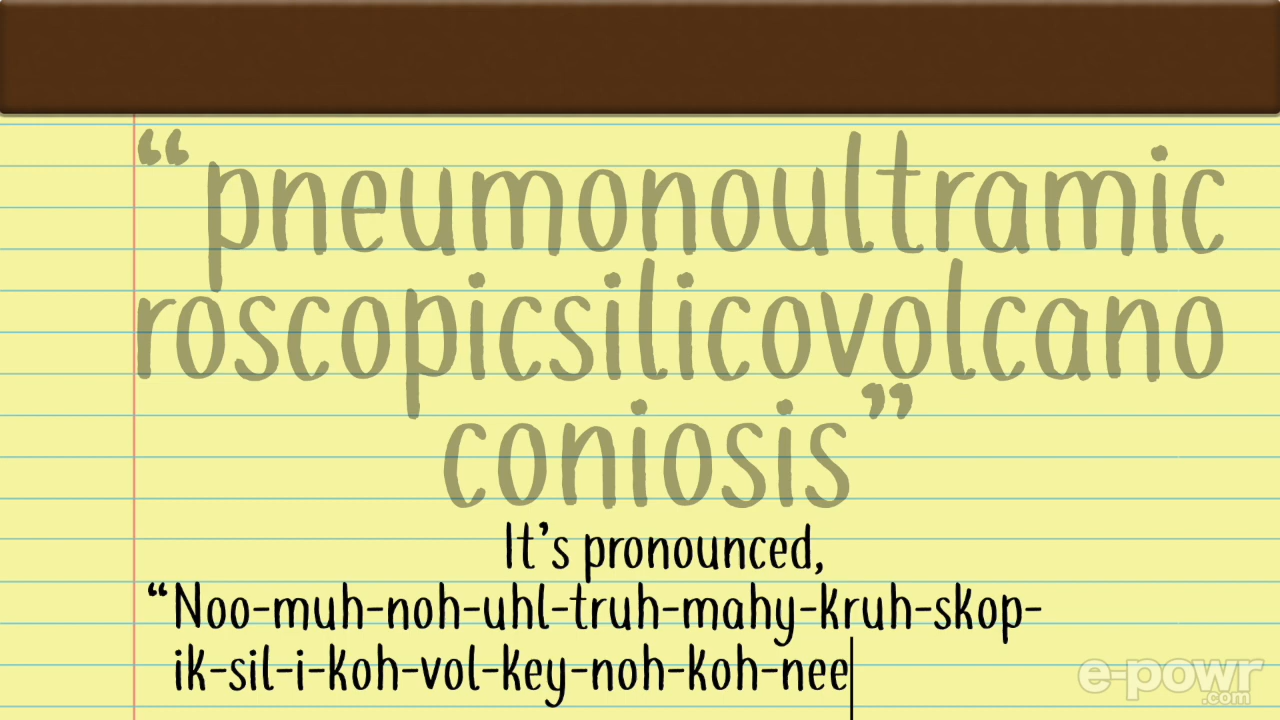 “pneumonoultramic
roscopicsilicovolcano
coniosis”
It’s pronounced,
“Noo-muh-noh-uhl-truh-mahy-kruh-skop-
ik-sil-i-koh-vol-key-noh-koh-nee
e-powr
.com